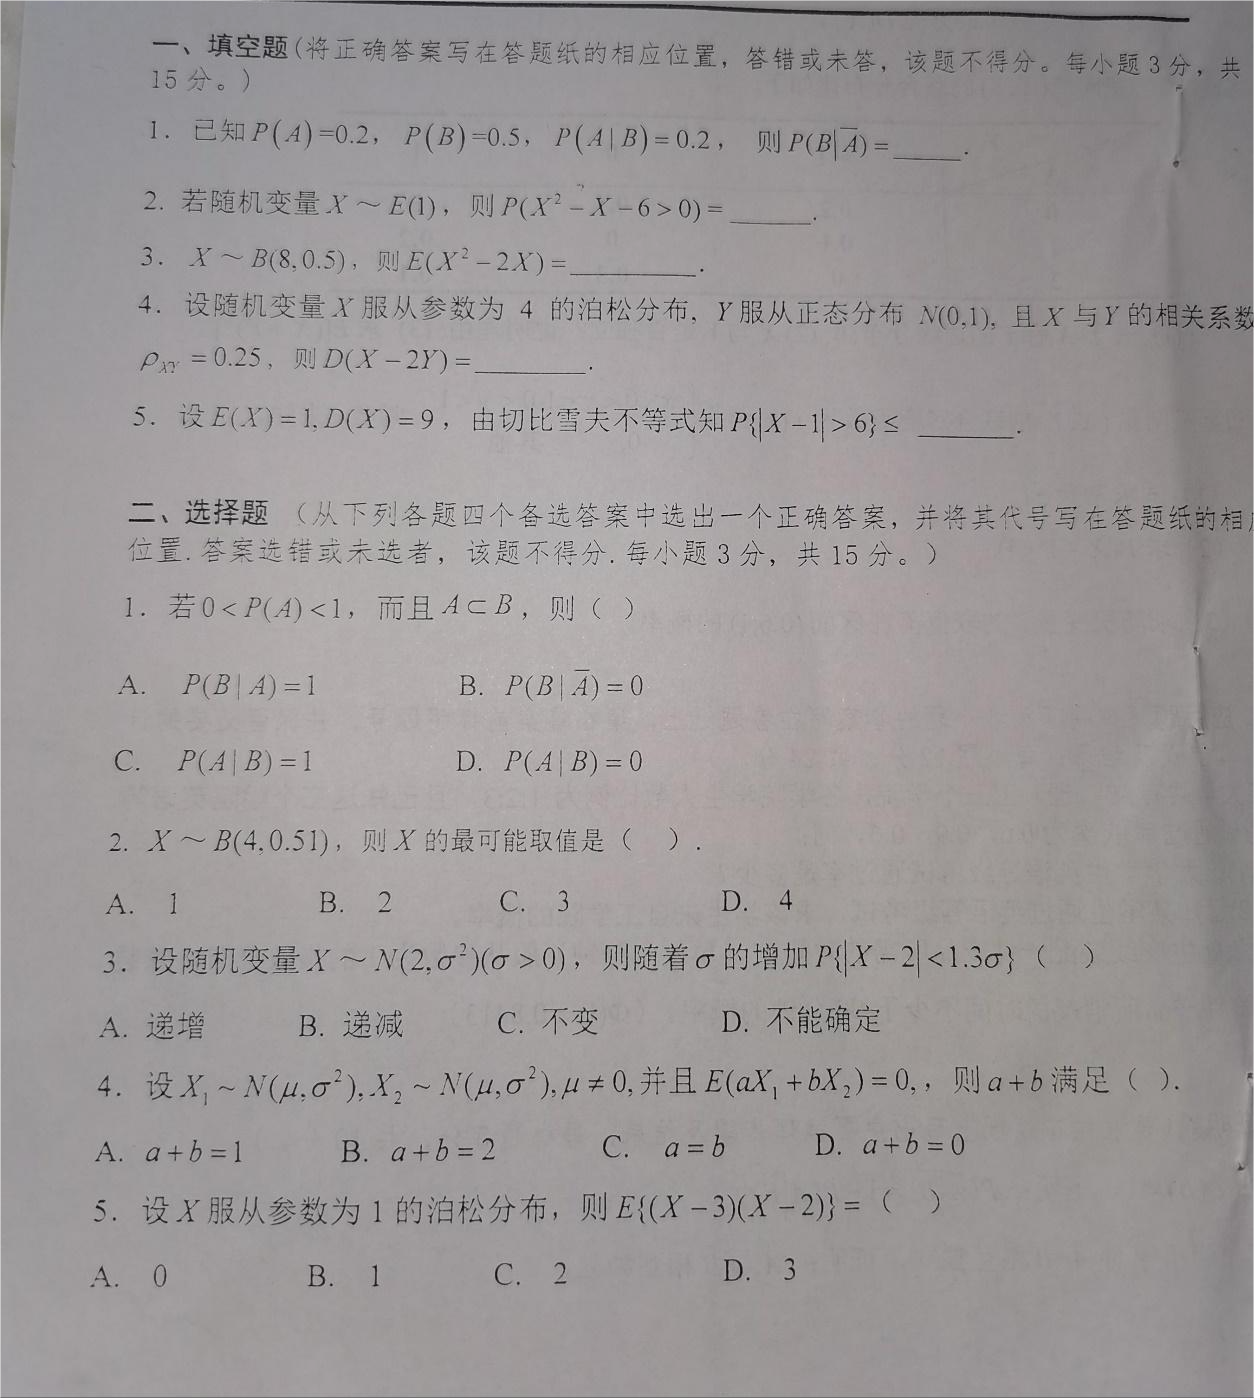 一、填空题(将正确答案写在答题纸的相应位置，答错或未答，该题不得分。每小题3分，共
15分。)
1. 已知P(A)=0.2, P(B)=0.5, P(A|B)=0.2, 则P(B|A̅)=_____.
2. 若随机变量X～E(1), 则P(X²-X-6>0)=______.
3. X～B(8,0.5), 则E(X²-2X)=_________.
4. 设随机变量X服从参数为 4 的泊松分布, Y服从正态分布 N(0,1), 且X与Y的相关系数
ρ_XY=0.25, 则D(X-2Y)=________.
5. 设E(X)=1,D(X)=9, 由切比雪夫不等式知P{|X-1|>6}≤ _______.
二、选择题 (从下列各题四个备选答案中选出一个正确答案，并将其代号写在答题纸的相
位置.答案选错或未选者，该题不得分.每小题3分，共15分。)
1. 若0<P(A)<1, 而且A⊂B, 则( )
A. P(B|A)=1 B. P(B|A̅)=0
C. P(A|B)=1 D. P(A|B)=0
2. X～B(4,0.51), 则X的最可能取值是( ).
A. 1 B. 2 C. 3 D. 4
3. 设随机变量X～N(2,σ²)(σ>0), 则随着σ的增加P{|X-2|<1.3σ}( )
A. 递增 B. 递减 C. 不变 D. 不能确定
4. 设X₁~N(μ,σ²),X₂~N(μ,σ²),μ≠0,并且E(aX₁+bX₂)=0,, 则a+b满足( ).
A. a+b=1 B. a+b=2 C. a=b D. a+b=0
5. 设X服从参数为1的泊松分布, 则E{(X-3)(X-2)}=( )
A. 0 B. 1 C. 2 D. 3